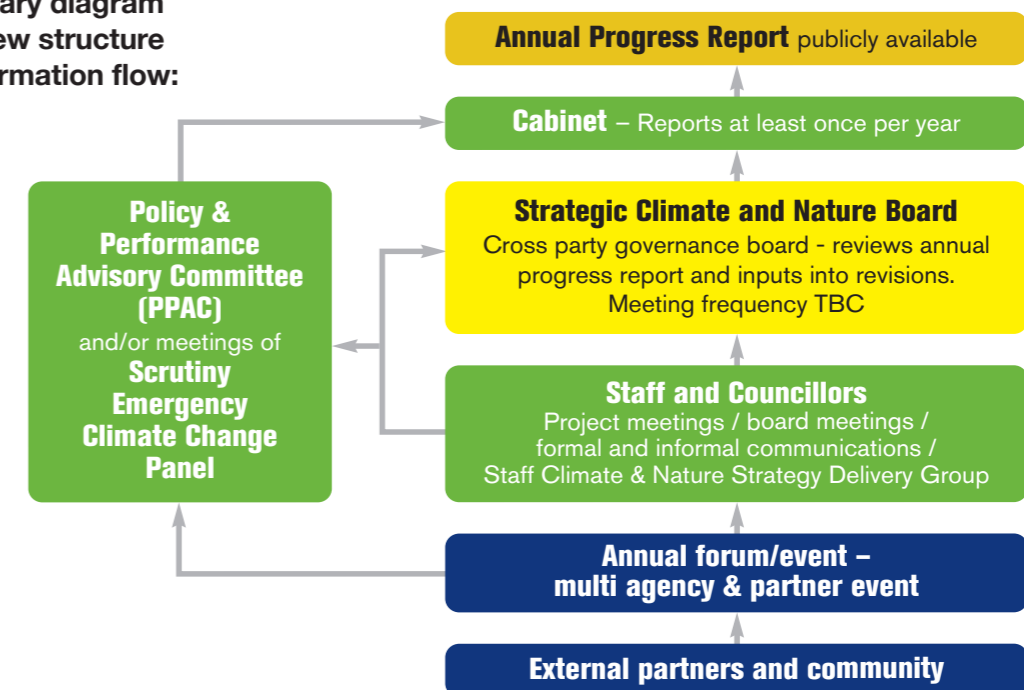 ary diagram
ew structure
rmation flow:
Annual Progress Report publicly available
Cabinet – Reports at least once per year
Policy &
Performance
Advisory Committee
(PPAC)
and/or meetings of
Scrutiny
Emergency
Climate Change
Panel
Strategic Climate and Nature Board
Cross party governance board - reviews annual
progress report and inputs into revisions.
Meeting frequency TBC
Staff and Councillors
Project meetings / board meetings /
formal and informal communications /
Staff Climate & Nature Strategy Delivery Group
Annual forum/event –
multi agency & partner event
External partners and community